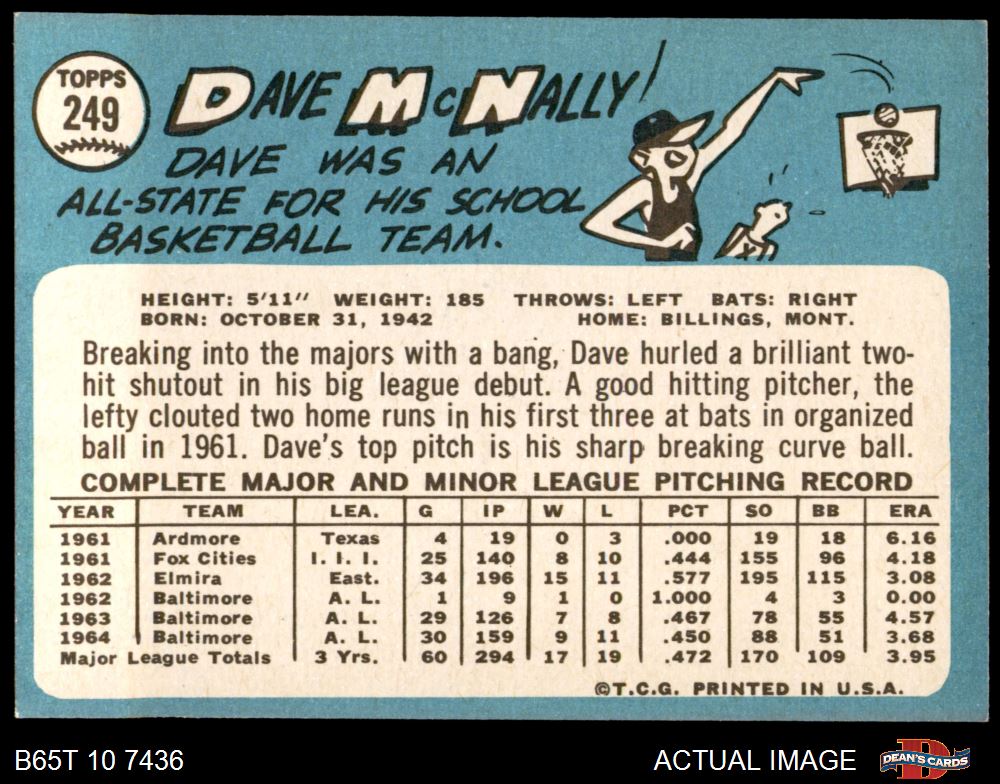 TOPPS
249
DAVE McNALLY!
DAVE WAS AN
ALL-STATE FOR HIS SCHOOL
BASKETBALL TEAM.
HEIGHT: 5'11" WEIGHT: 185 THROWS: LEFT BATS: RIGHT
BORN: OCTOBER 31, 1942 HOME: BILLINGS, MONT.
Breaking into the majors with a bang, Dave hurled a brilliant two-
hit shutout in his big league debut. A good hitting pitcher, the
lefty clouted two home runs in his first three at bats in organized
ball in 1961. Dave's top pitch is his sharp breaking curve ball.
COMPLETE MAJOR AND MINOR LEAGUE PITCHING RECORD
YEAR TEAM LEA. G IP W L PCT SO BB ERA
1961 Ardmore Texas 4 19 0 3 .000 19 18 6.16
1961 Fox Cities I. I. I. 25 140 8 10 .444 155 96 4.18
1962 Elmira East. 34 196 15 11 .577 195 115 3.08
1962 Baltimore A. L. 1 9 1 0 1.000 4 3 0.00
1963 Baltimore A. L. 29 126 7 8 .467 78 55 4.57
1964 Baltimore A. L. 30 159 9 11 .450 88 51 3.68
Major League Totals 3 Yrs. 60 294 17 19 .472 170 109 3.95
©T.C.G. PRINTED IN U.S.A.
B65T 10 7436 ACTUAL IMAGE
DEAN'S CARDS